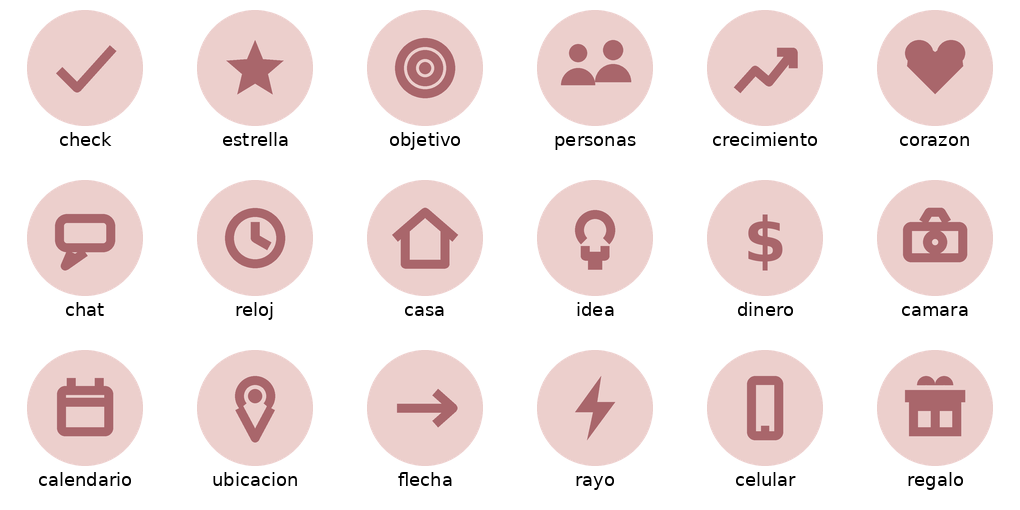 check estrella objetivo personas crecimiento corazon
chat reloj casa idea $ dinero camara
calendario ubicacion flecha rayo celular regalo